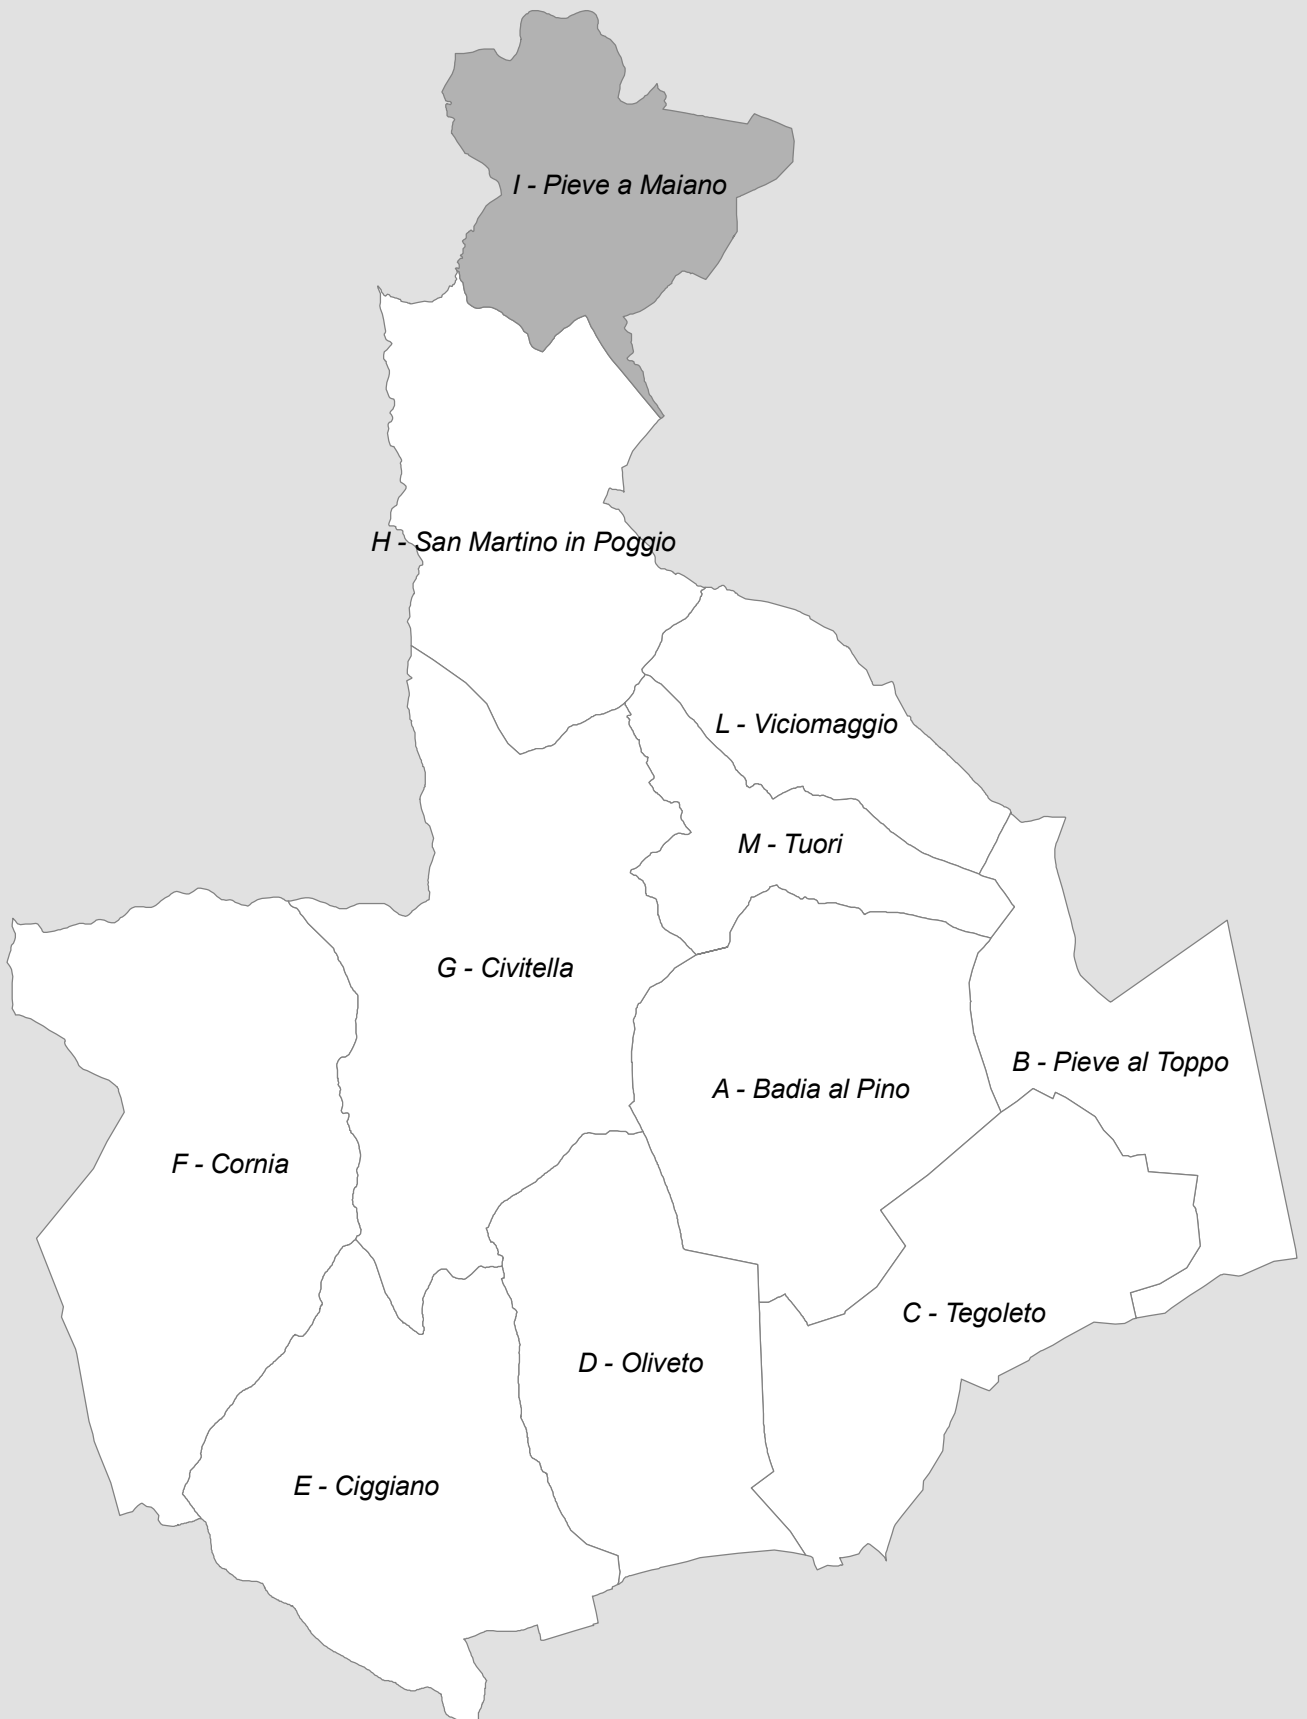 I - Pieve a Maiano
H - San Martino in Poggio
L - Viciomaggio
M - Tuori
G - Civitella
B - Pieve al Toppo
A - Badia al Pino
F - Cornia
C - Tegoleto
D - Oliveto
E - Ciggiano